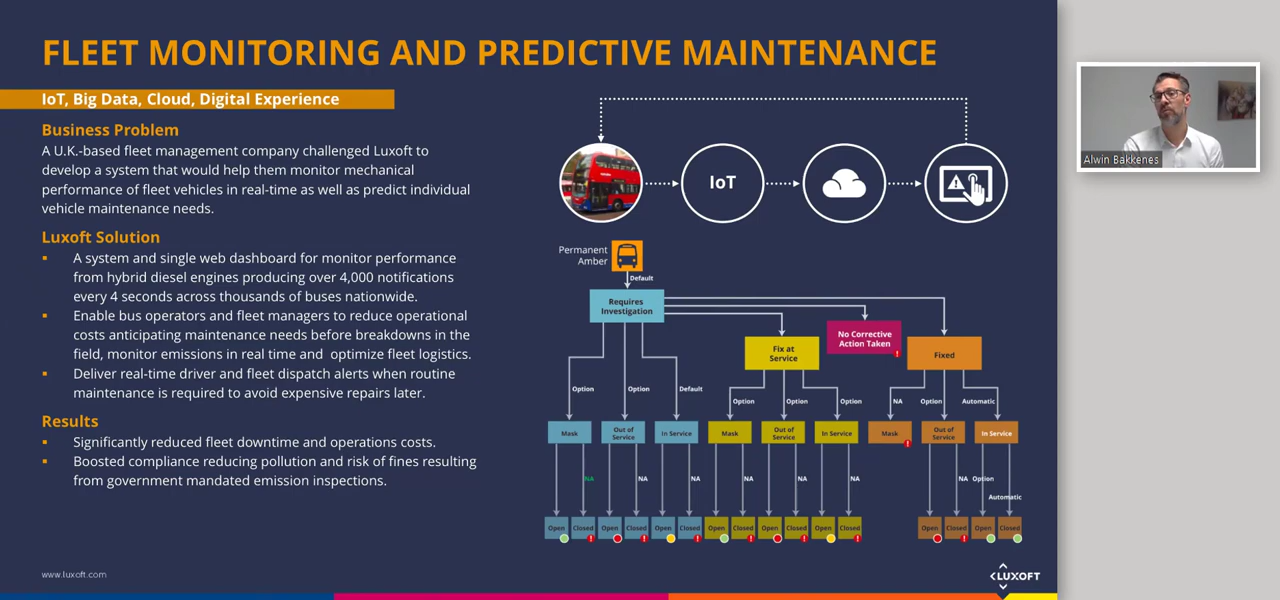 FLEET MONITORING AND PREDICTIVE MAINTENANCE
IoT, Big Data, Cloud, Digital Experience
Business Problem
A U.K.-based fleet management company challenged Luxoft to
develop a system that would help them monitor mechanical
performance of fleet vehicles in real-time as well as predict individual
vehicle maintenance needs.
Luxoft Solution
▪ A system and single web dashboard for monitor performance
from hybrid diesel engines producing over 4,000 notifications
every 4 seconds across thousands of buses nationwide.
▪ Enable bus operators and fleet managers to reduce operational
costs anticipating maintenance needs before breakdowns in the
field, monitor emissions in real time and optimize fleet logistics.
▪ Deliver real-time driver and fleet dispatch alerts when routine
maintenance is required to avoid expensive repairs later.
Results
▪ Significantly reduced fleet downtime and operations costs.
▪ Boosted compliance reducing pollution and risk of fines resulting
from government mandated emission inspections.
IoT
Permanent
Amber
Default
Requires
Investigation
Fix at
Service
No Corrective
Action Taken
!
Fixed
Option Option Default
Option Option Option
NA Option Automatic
Mask
Out of
Service
In Service
Mask
Out of
Service
In Service
Mask
!
Out of
Service
In Service
NA NA NA NA NA NA NA Option
Automatic
Open Closed Open Closed Open Closed Open Closed Open Closed Open Closed Open Closed Open Closed
! ! ! ! ! ! !
www.luxoft.com
LUXOFT
Alwin Bakkenes